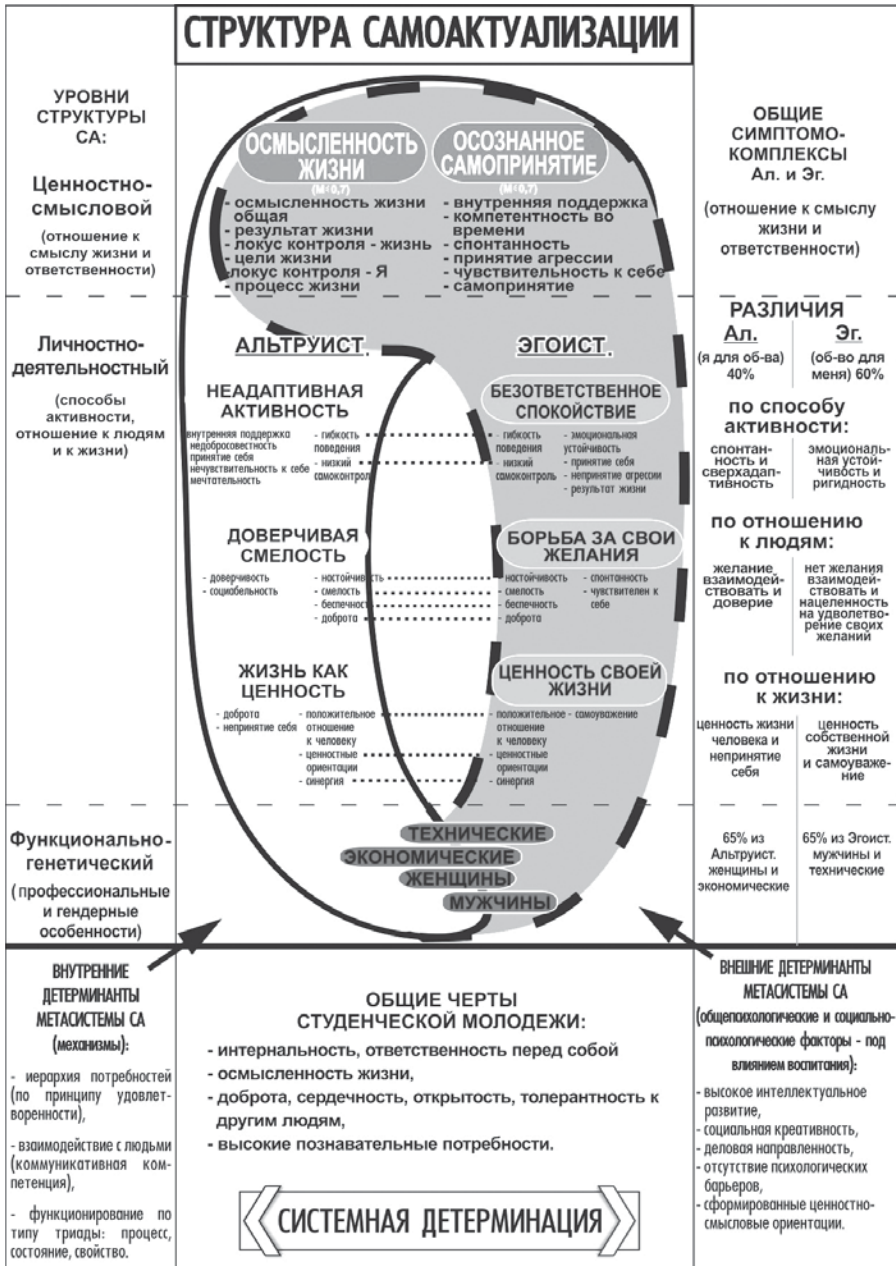 СТРУКТУРА САМОАКТУАЛИЗАЦИИ
УРОВНИ
СТРУКТУРЫ
СА:
Ценностно-
смысловой
(отношение к
смыслу жизни и
ответственности)
ОСМЫСЛЕННОСТЬ
ЖИЗНИ
(М<0,7)
- осмысленность жизни
общая
- результат жизни
- локус контроля - жизнь
- цели жизни
-локус контроля - Я
- процесс жизни
ОСОЗНАННОЕ
САМОПРИНЯТИЕ
(М<0,7)
- внутренняя поддержка
- компетентность во
времени
- спонтанность
- принятие агрессии
- чувствительность к себе
- самопринятие
ОБЩИЕ
СИМПТОМО-
КОМПЛЕКСЫ
Ал. и Эг.
(отношение к смыслу
жизни и
ответственности)
Личностно-
деятельностный
(способы
активности,
отношение к людям
и к жизни)
АЛЬТРУИСТ.
ЭГОИСТ.
НЕАДАПТИВНАЯ
АКТИВНОСТЬ
внутренняя поддержка
недобросовестность
принятие себя
нечувствительность к себе
мечтательность
- гибкость
поведения
- низкий
самоконтроль
БЕЗОТВЕТСТВЕННОЕ
СПОКОЙСТВИЕ
- гибкость
поведения
- низкий
самоконтроль
- эмоциональная
устойчивость
- принятие себя
- непринятие агрессии
- результат жизни
ДОВЕРЧИВАЯ
СМЕЛОСТЬ
- доверчивость
- социабельность
- настойчивость
- смелость
- беспечность
- доброта
БОРЬБА ЗА СВОИ
ЖЕЛАНИЯ
- настойчивость
- смелость
- беспечность
- доброта
- спонтанность
- чувствителен к
себе
ЖИЗНЬ КАК
ЦЕННОСТЬ
- доброта
- непринятие себя
- положительное
отношение
к человеку
- ценностные
ориентации
- синергия
ЦЕННОСТЬ СВОЕЙ
ЖИЗНИ
- положительное
отношение
к человеку
- ценностные
ориентации
- синергия
- самоуважение
РАЗЛИЧИЯ
Ал.
(я для об-ва)
40%
Эг.
(об-во для
меня) 60%
по способу
активности:
спонтан-
ность и
сверхадап-
тивность
эмоциональ-
ная устой-
чивость и
ригидность
по отношению
к людям:
желание
взаимодей-
ствовать и
доверие
нет желания
взаимодей-
ствовать и
нацеленность
на удволетво-
рение своих
желаний
по отношению
к жизни:
ценность жизни
человека и
непринятие
себя
ценность
собственной
жизни
и самоуваже-
ние
Функционально-
генетический
(профессиональные
и гендерные
особенности)
ТЕХНИЧЕСКИЕ
ЭКОНОМИЧЕСКИЕ
ЖЕНЩИНЫ
МУЖЧИНЫ
65% из
Альтруист.
женщины и
экономические
65% из Эгоист.
мужчины и
технические
ВНУТРЕННИЕ
ДЕТЕРМИНАНТЫ
МЕТАСИСТЕМЫ СА
(механизмы):
- иерархия потребностей
(по принципу удовлет-
воренности),
- взаимодействие с людьми
(коммуникативная ком-
петенция),
- функционирование по
типу триады: процесс,
состояние, свойство.
ОБЩИЕ ЧЕРТЫ
СТУДЕНЧЕСКОЙ МОЛОДЕЖИ:
- интернальность, ответственность перед собой
- осмысленность жизни,
- доброта, сердечность, открытость, толерантность к
другим людям,
- высокие познавательные потребности.
СИСТЕМНАЯ ДЕТЕРМИНАЦИЯ
ВНЕШНИЕ ДЕТЕРМИНАНТЫ
МЕТАСИСТЕМЫ СА
(общепсихологические и социально-
психологические факторы - под
влиянием воспитания):
- высокое интеллектуальное
развитие,
- социальная креативность,
- деловая направленность,
- отсутствие психологических
барьеров,
- сформированные ценностно-
смысловые ориентации.